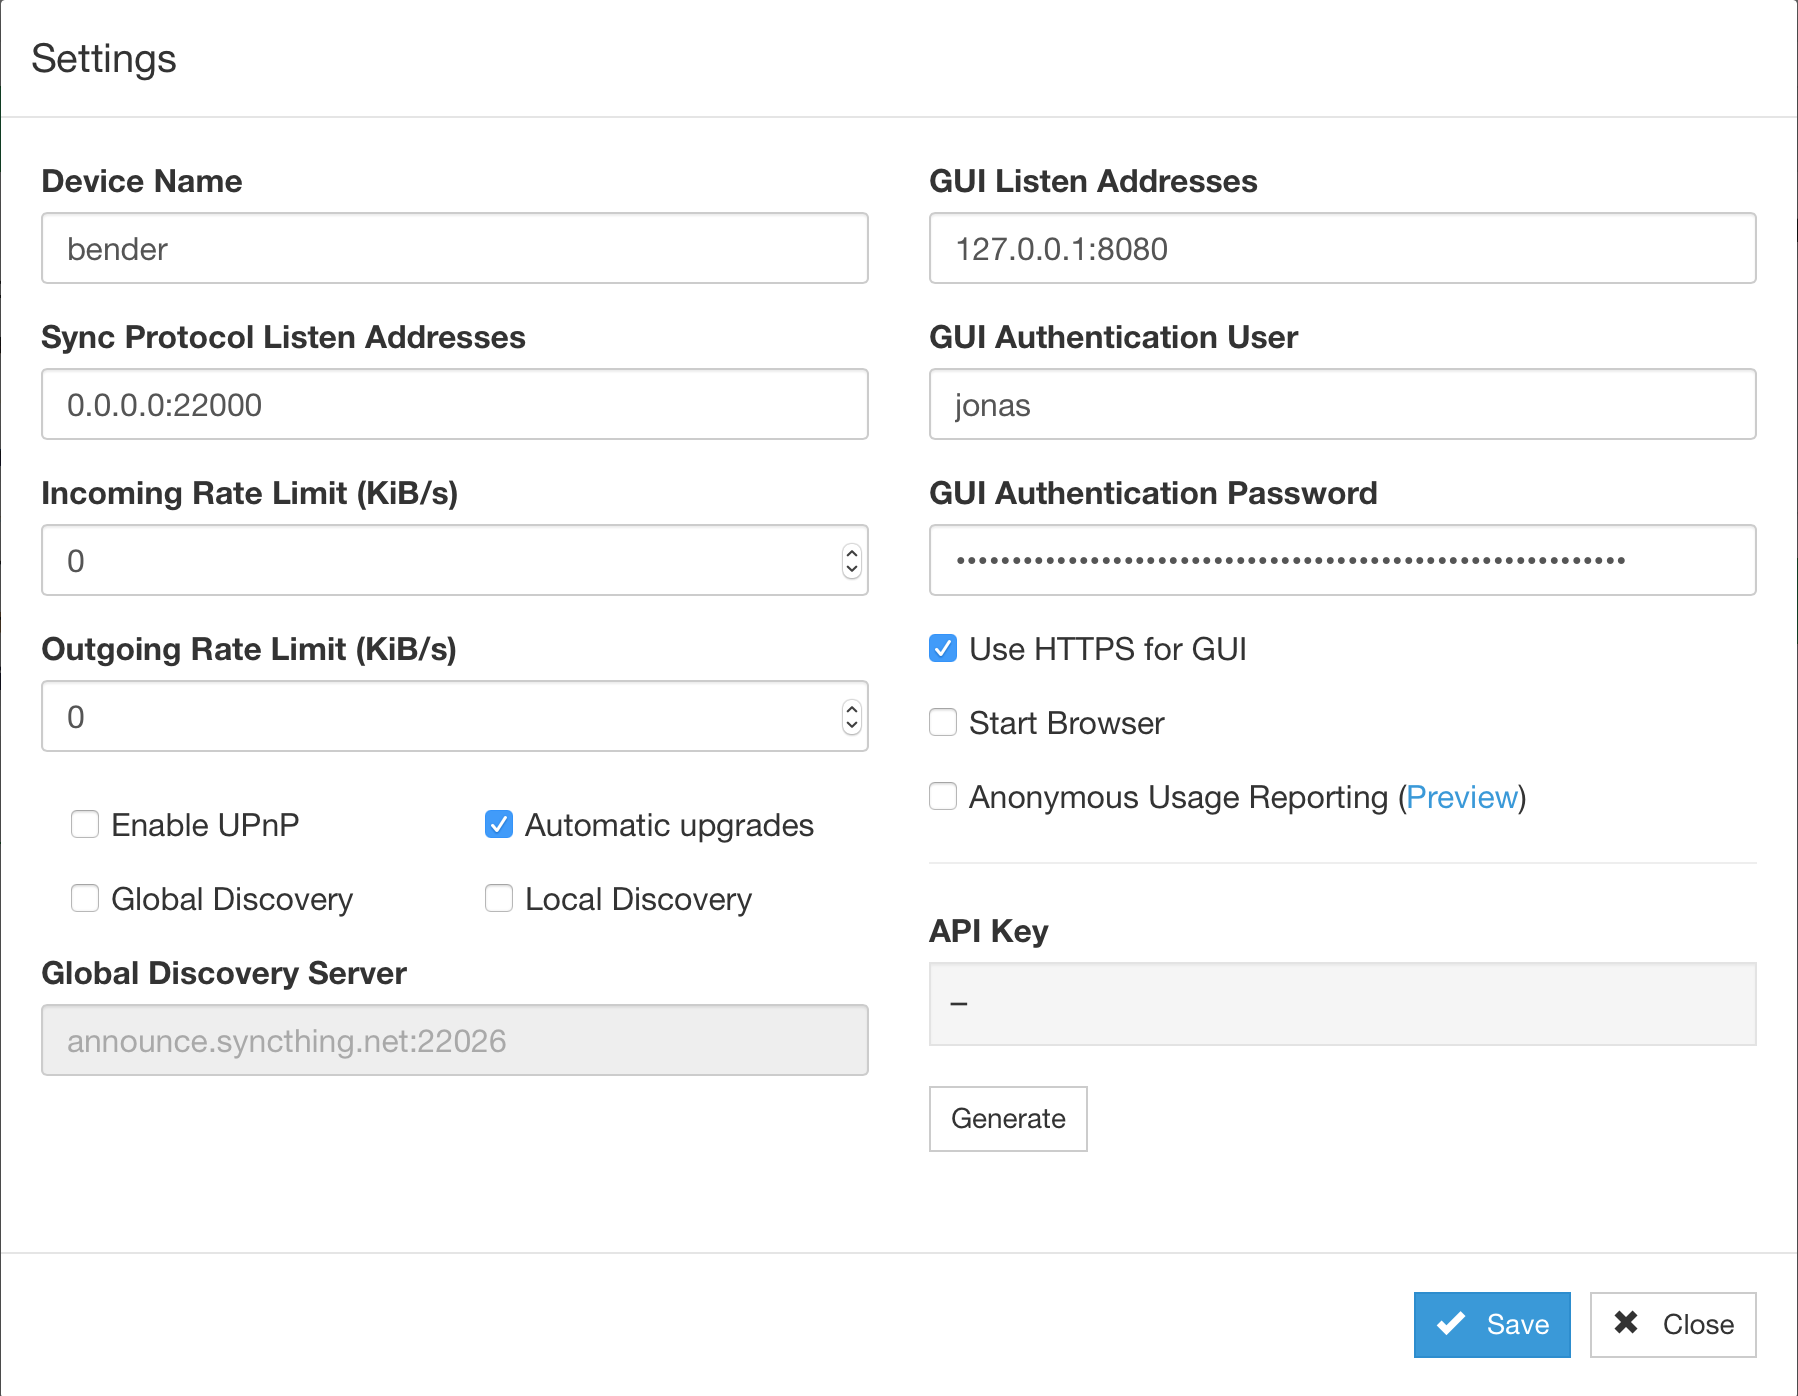 Settings
Device Name
bender
Sync Protocol Listen Addresses
0.0.0.0:22000
Incoming Rate Limit (KiB/s)
0
Outgoing Rate Limit (KiB/s)
0
Enable UPnP
Automatic upgrades
Global Discovery
Local Discovery
Global Discovery Server
announce.syncthing.net:22026
GUI Listen Addresses
127.0.0.1:8080
GUI Authentication User
jonas
GUI Authentication Password
••••••••••••••••••••••••••••••••••••••••••••••••••••••••••••
Use HTTPS for GUI
Start Browser
Anonymous Usage Reporting (Preview)
API Key
–
Generate
Save
Close